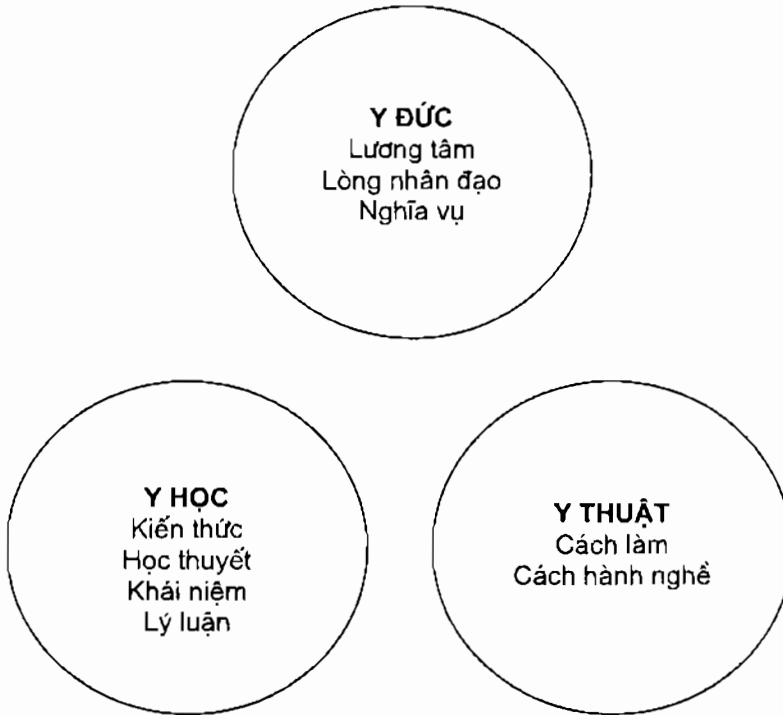 Y ĐỨC
Lương tâm
Lòng nhân đạo
Nghĩa vụ
Y HỌC
Kiến thức
Học thuyết
Khái niệm
Lý luận
Y THUẬT
Cách làm
Cách hành nghề